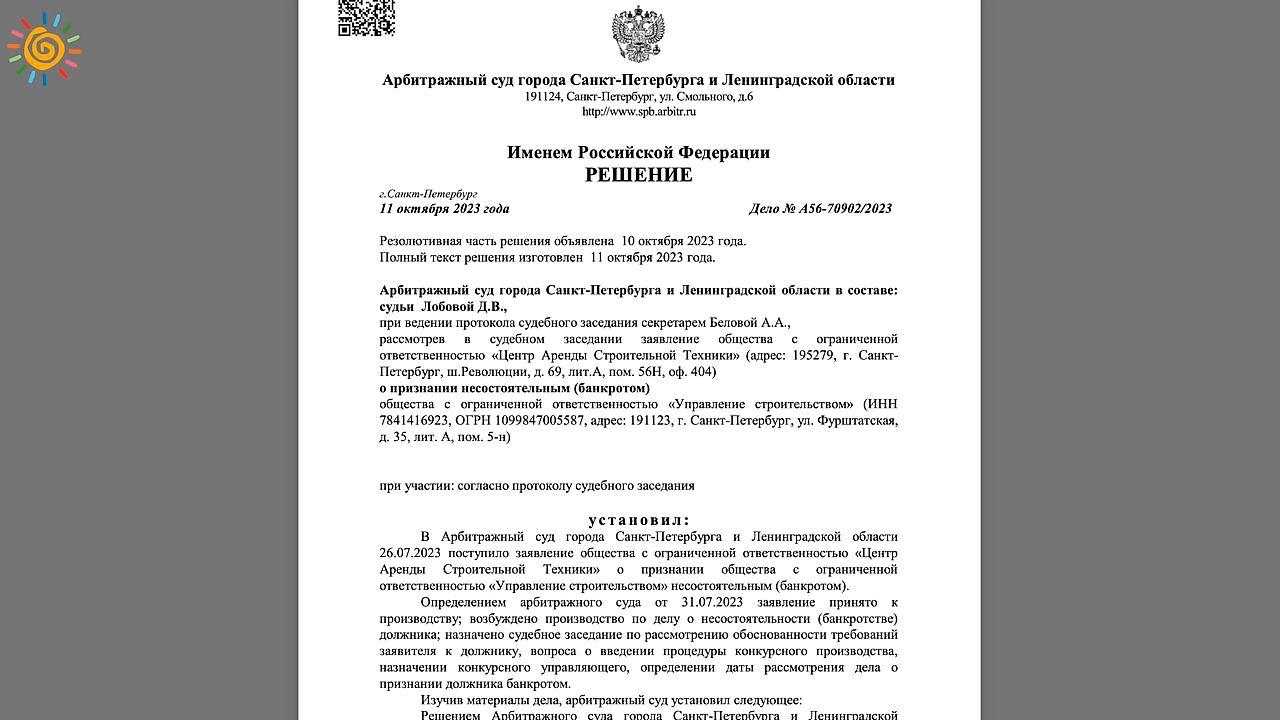 Арбитражный суд города Санкт-Петербурга и Ленинградской области
191124, Санкт-Петербург, ул. Смольного, д.6
http://www.spb.arbitr.ru
Именем Российской Федерации
РЕШЕНИЕ
г.Санкт-Петербург
11 октября 2023 года Дело № А56-70902/2023
Резолютивная часть решения объявлена 10 октября 2023 года.
Полный текст решения изготовлен 11 октября 2023 года.
Арбитражный суд города Санкт-Петербурга и Ленинградской области в составе:
судьи Лобовой Д.В.,
при ведении протокола судебного заседания секретарем Беловой А.А.,
рассмотрев в судебном заседании заявление общества с ограниченной
ответственностью «Центр Аренды Строительной Техники» (адрес: 195279, г. Санкт-
Петербург, ш.Революции, д. 69, лит.А, пом. 56Н, оф. 404)
о признании несостоятельным (банкротом)
общества с ограниченной ответственностью «Управление строительством» (ИНН
7841416923, ОГРН 1099847005587, адрес: 191123, г. Санкт-Петербург, ул. Фурштатская,
д. 35, лит. А, пом. 5-н)
при участии: согласно протоколу судебного заседания
установил:
В Арбитражный суд города Санкт-Петербурга и Ленинградской области
26.07.2023 поступило заявление общества с ограниченной ответственностью «Центр
Аренды Строительной Техники» о признании общества с ограниченной
ответственностью «Управление строительством» несостоятельным (банкротом).
Определением арбитражного суда от 31.07.2023 заявление принято к
производству; возбуждено производство по делу о несостоятельности (банкротстве)
должника; назначено судебное заседание по рассмотрению обоснованности требований
заявителя к должнику, вопроса о введении процедуры конкурсного производства,
назначении конкурсного управляющего, определении даты рассмотрения дела о
признании должника банкротом.
Изучив материалы дела, арбитражный суд установил следующее:
Решением Арбитражного суда города Санкт-Петербурга и Ленинградской